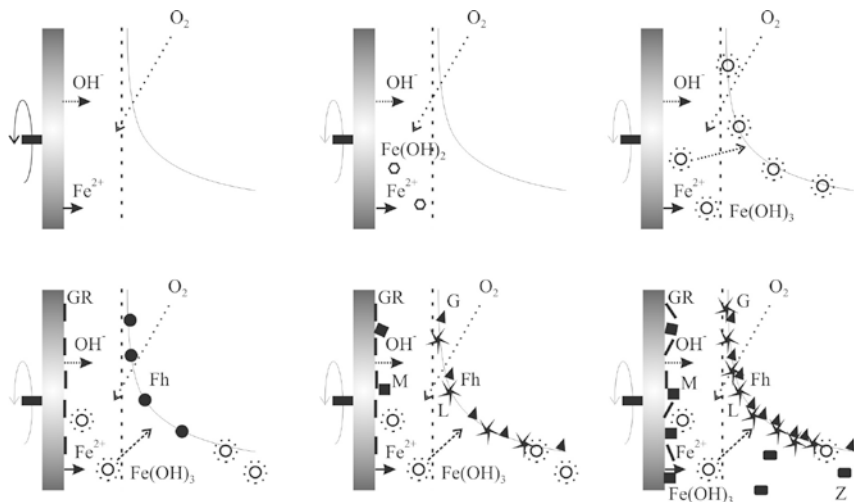 O₂
OH⁻
Fe²⁺
O₂
OH⁻
Fe(OH)₂
Fe²⁺
O₂
OH⁻
Fe²⁺
Fe(OH)₃
GR
O₂
OH⁻
Fh
Fe²⁺
Fe(OH)₃
GR
G
O₂
OH⁻
M
Fh
L
Fe²⁺
Fe(OH)₃
GR
G
O₂
OH⁻
M
Fh
L
Fe²⁺
Fe(OH)₃
Z